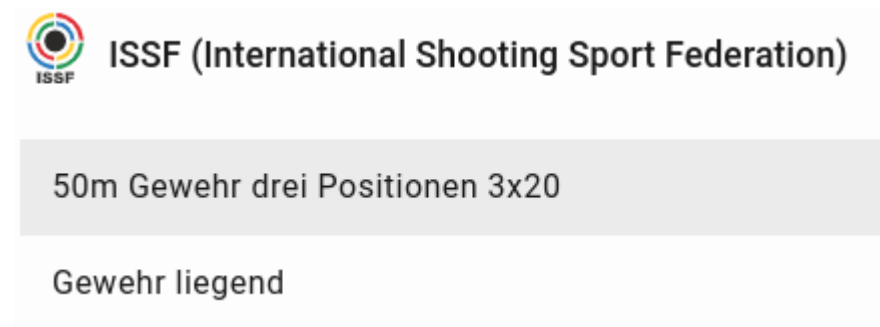 ISSF
ISSF (International Shooting Sport Federation)
50m Gewehr drei Positionen 3x20
Gewehr liegend